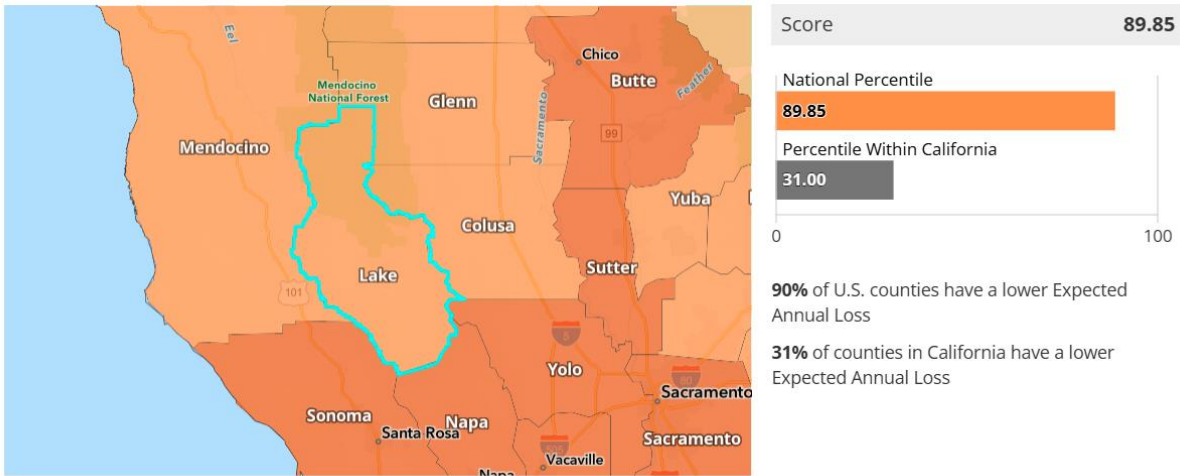 Eel
Mendocino
National Forest
Glenn
Chico
Butte
Feather
99
Sacramento
Mendocino
Yuba
Colusa
Lake
Sutter
101
5
Yolo
80
Sacramento
Sonoma
Santa Rosa
Napa
Sacramento
Vacaville
Napa
Score 89.85
National Percentile
89.85
Percentile Within California
31.00
0 100
90% of U.S. counties have a lower Expected
Annual Loss
31% of counties in California have a lower
Expected Annual Loss